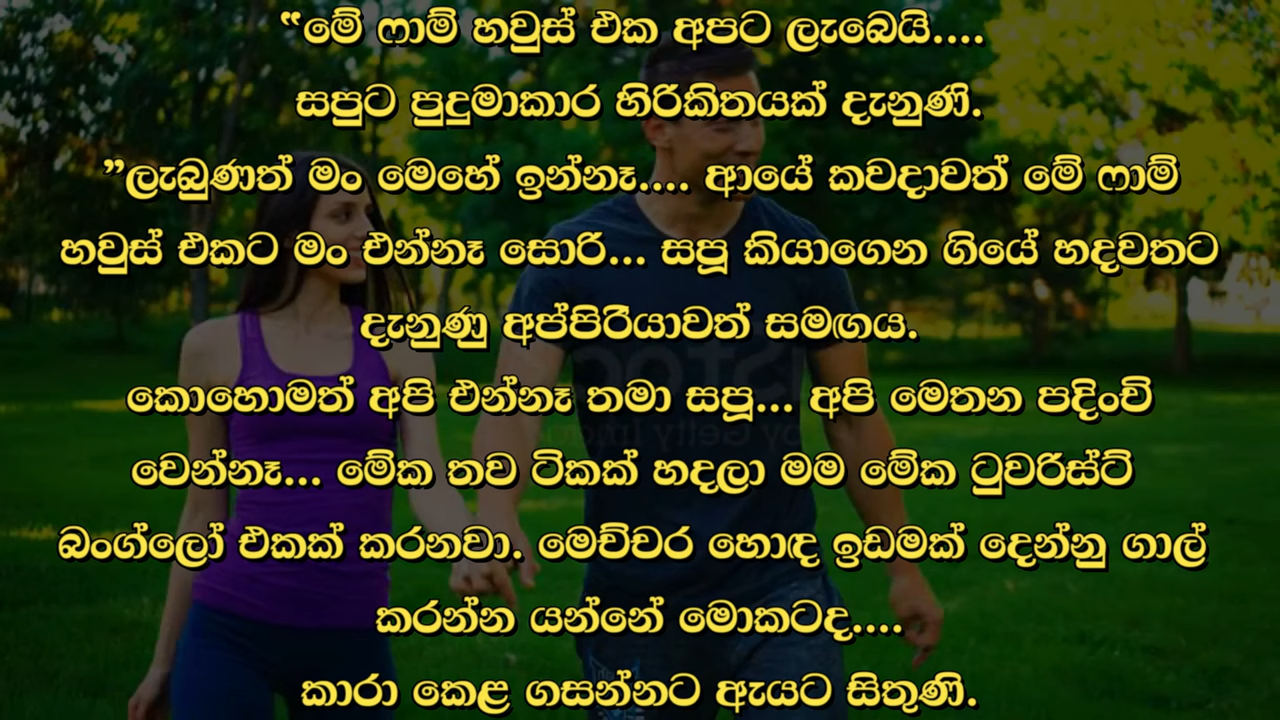 “මේ ෆාම් හවුස් එක අපට ලැබෙයි....
සපුට පුදුමාකාර හිරිකිතයක් දැනුණි.
”ලැබුණත් මං මෙහේ ඉන්නෑ.... ආයේ කවදාවත් මේ ෆාම්
හවුස් එකට මං එන්නෑ සොරි... සපූ කියාගෙන ගියේ හදවතට
දැනුණු අප්පිරියාවත් සමඟය.
කොහොමත් අපි එන්නෑ තමා සපූ... අපි මෙතන පදිංචි
වෙන්නෑ... මේක තව ටිකක් හදලා මම මේක ටුවරිස්ට්
බංග්ලෝ එකක් කරනවා. මෙච්චර හොඳ ඉඩමක් දෙන්නු ගාල්
කරන්න යන්නේ මොකටද....
කාරා කෙළ ගසන්නට ඇයට සිතුණි.